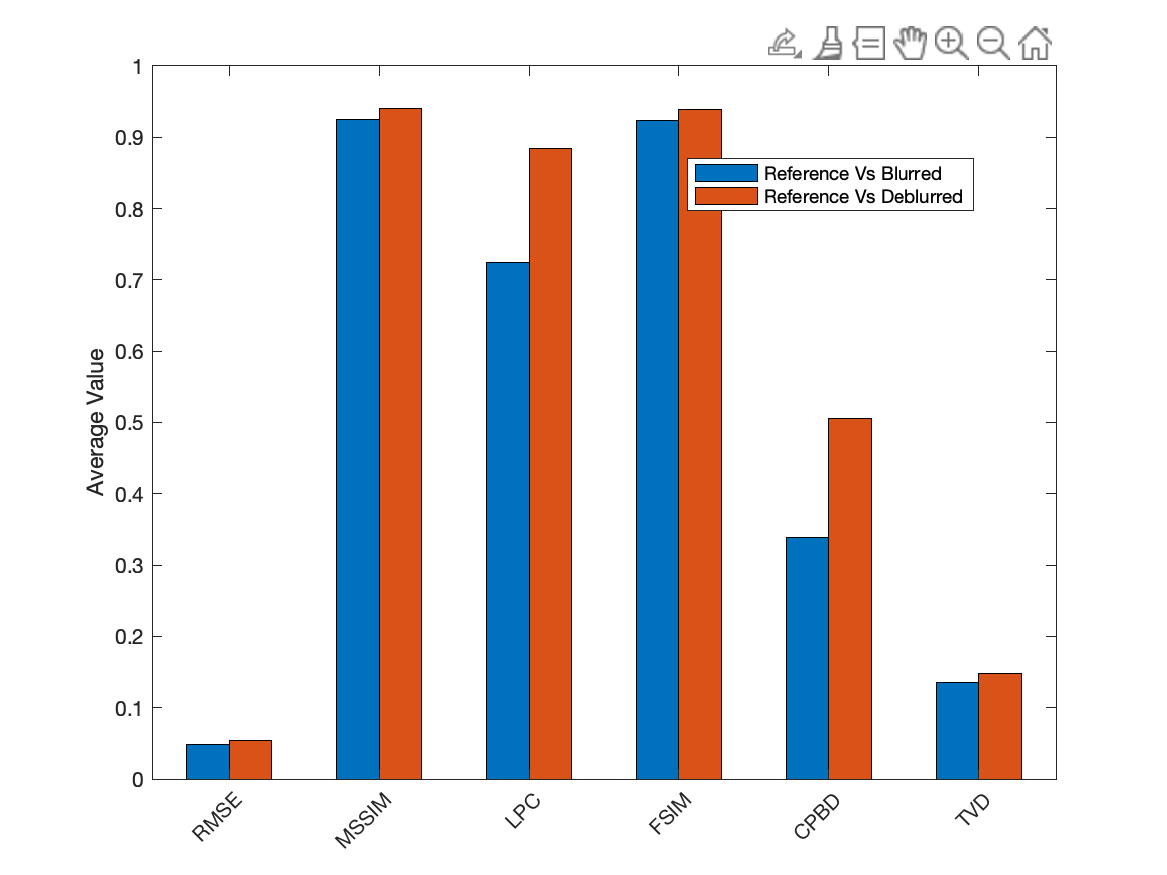 1
0.9
0.8
0.7
0.6
0.5
0.4
0.3
0.2
0.1
0
Average Value
Reference Vs Blurred
Reference Vs Deblurred
RMSE
MSSIM
LPC
FSIM
CPBD
TVD